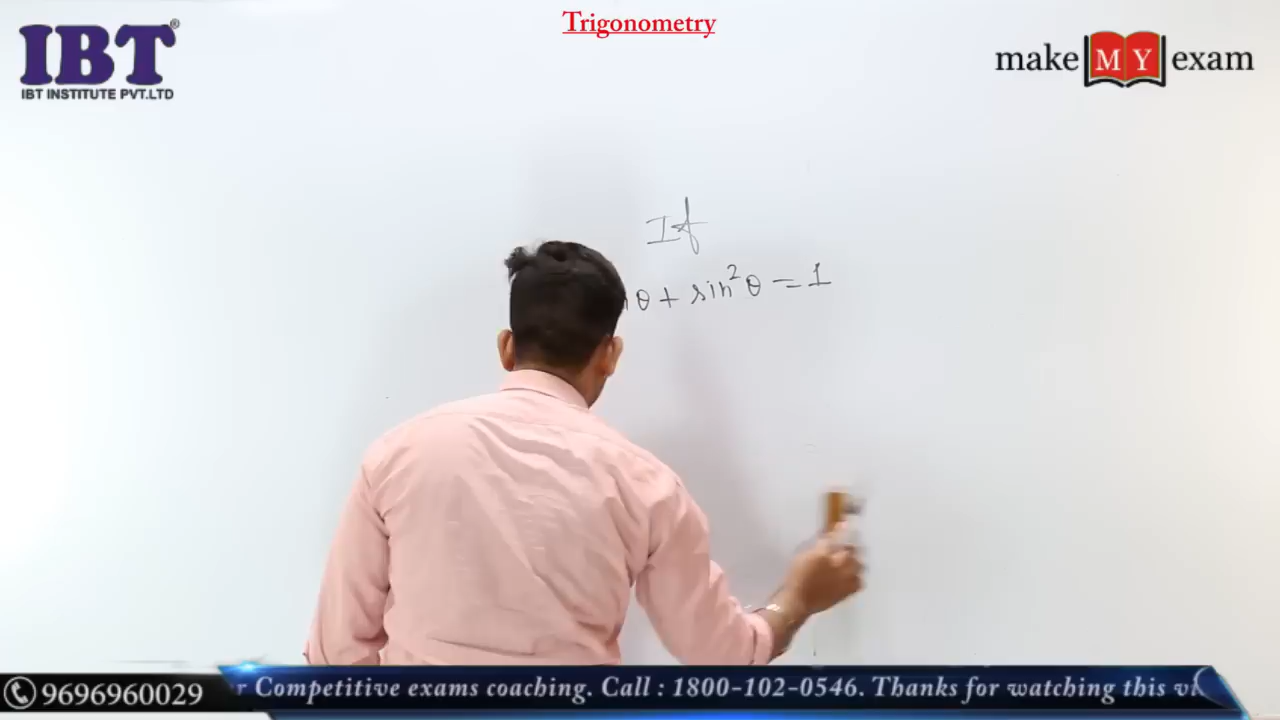 Trigonometry
IBT®
IBT INSTITUTE PVT.LTD
make MY exam
If
θ + sin²θ = 1
9696960029
r Competitive exams coaching. Call : 1800-102-0546. Thanks for watching this vi